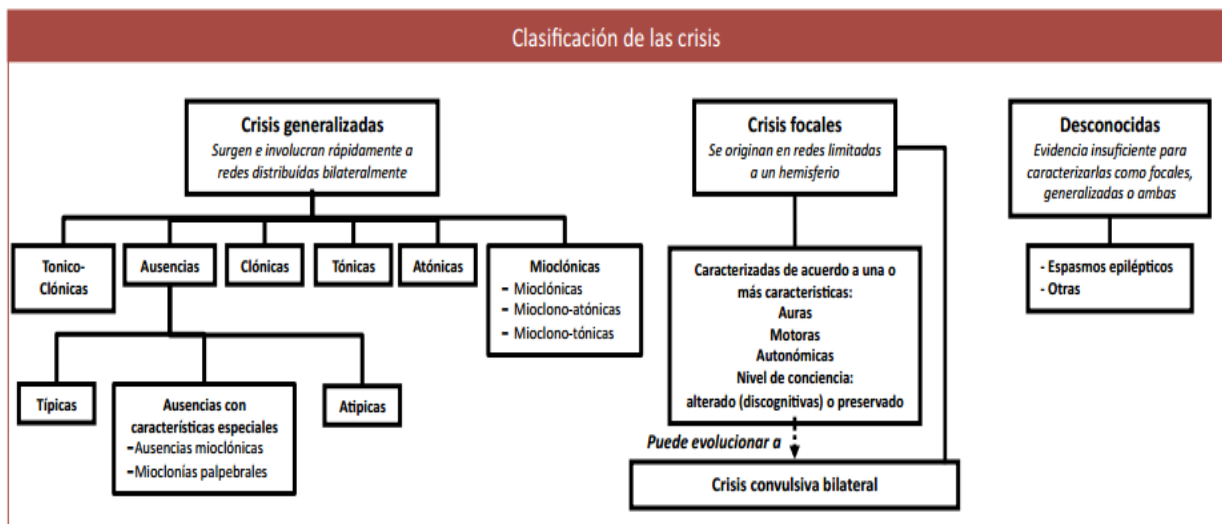 Clasificación de las crisis
Crisis generalizadas
Surgen e involucran rápidamente a
redes distribuídas bilateralmente
Tonico-
Clónicas
Ausencias
Clónicas
Tónicas
Atónicas
Mioclónicas
– Mioclónicas
– Mioclono-atónicas
– Mioclono-tónicas
Típicas
Ausencias con
características especiales
–Ausencias mioclónicas
–Mioclonías palpebrales
Atipicas
Crisis focales
Se originan en redes limitadas
a un hemisferio
Caracterizadas de acuerdo a una o
más caracteristicas:
Auras
Motoras
Autonómicas
Nivel de conciencia:
alterado (discognitivas) o preservado
Puede evolucionar a
Crisis convulsiva bilateral
Desconocidas
Evidencia insuficiente para
caracterizarlas como focales,
generalizadas o ambas
- Espasmos epilépticos
- Otras